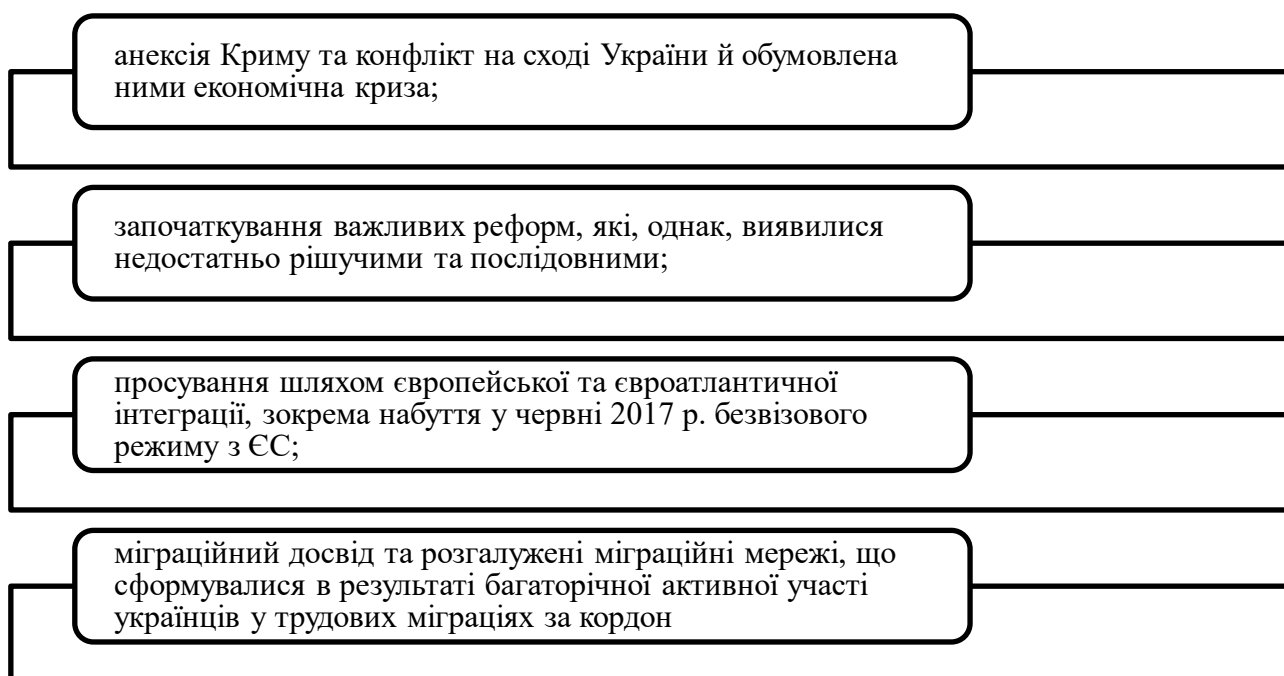 анексія Криму та конфлікт на сході України й обумовлена
ними економічна криза;
започаткування важливих реформ, які, однак, виявилися
недостатньо рішучими та послідовними;
просування шляхом європейської та євроатлантичної
інтеграції, зокрема набуття у червні 2017 р. безвізового
режиму з ЄС;
міграційний досвід та розгалужені міграційні мережі, що
сформувалися в результаті багаторічної активної участі
українців у трудових міграціях за кордон